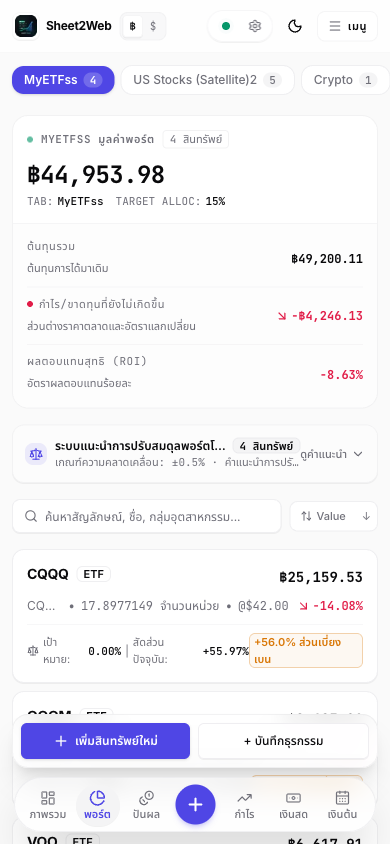 Sheet2Web ฿ $ เมนู
MyETFss 4 US Stocks (Satellite)2 5 Crypto 1
MYETFSS มูลค่าพอร์ต 4 สินทรัพย์
฿44,953.98
TAB: MyETFss TARGET ALLOC: 15%
ต้นทุนรวม
ต้นทุนการได้มาเดิม
฿49,200.11
กำไร/ขาดทุนที่ยังไม่เกิดขึ้น
ส่วนต่างราคาตลาดและอัตราแลกเปลี่ยน
↘ -฿4,246.13
ผลตอบแทนสุทธิ (ROI)
อัตราผลตอบแทนร้อยละ
-8.63%
ระบบแนะนำการปรับสมดุลพอร์ตโ... 4 สินทรัพย์
เกณฑ์ความคลาดเคลื่อน: ±0.5% · คำแนะนำการปรั...
ดูคำแนะนำ
ค้นหาสัญลักษณ์, ชื่อ, กลุ่มอุตสาหกรรม...
Value ↓
CQQQ ETF ฿25,159.53
CQ... • 17.8977149 จำนวนหน่วย • @$42.00 ↘ -14.08%
เป้าหมาย: 0.00% | สัดส่วนปัจจุบัน: +55.97% +56.0% ส่วนเบี่ยงเบน
+ เพิ่มสินทรัพย์ใหม่ + บันทึกธุรกรรม
ภาพรวม พอร์ต ปันผล + กำไร เงินสด เงินต้น
VOO ETF ฿6,617.91